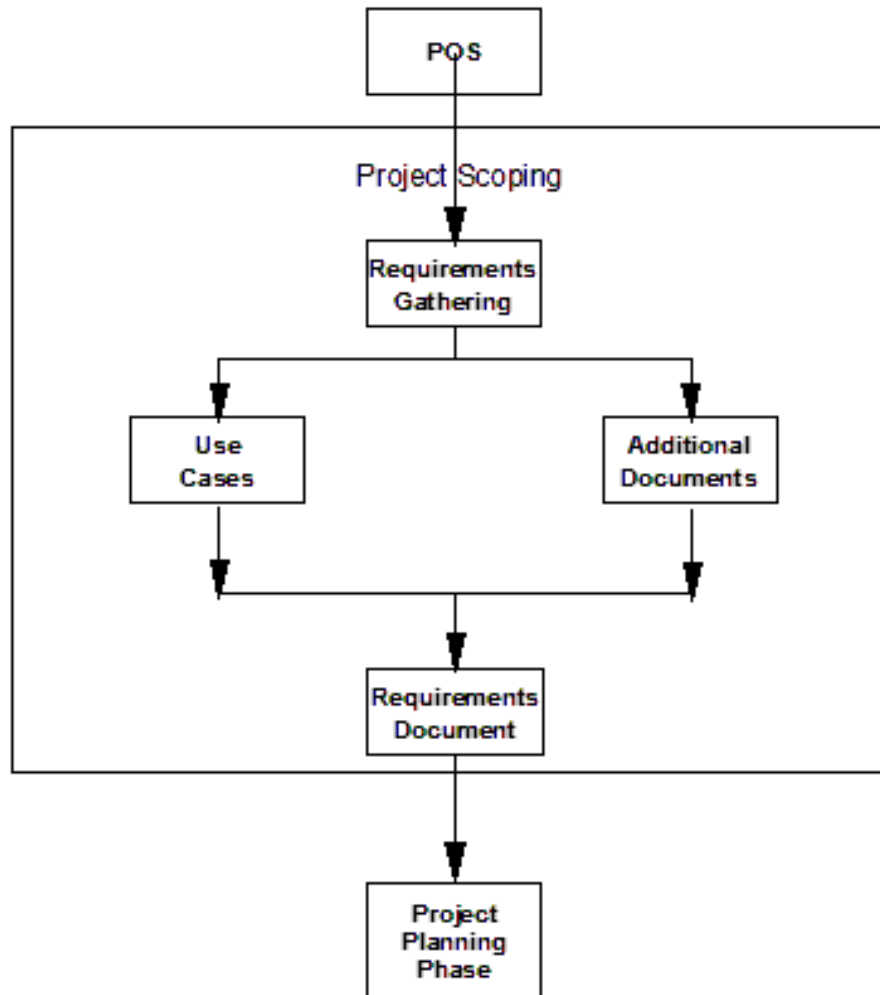 POS
Project Scoping
Requirements
Gathering
Use
Cases
Additional
Documents
Requirements
Document
Project
Planning
Phase